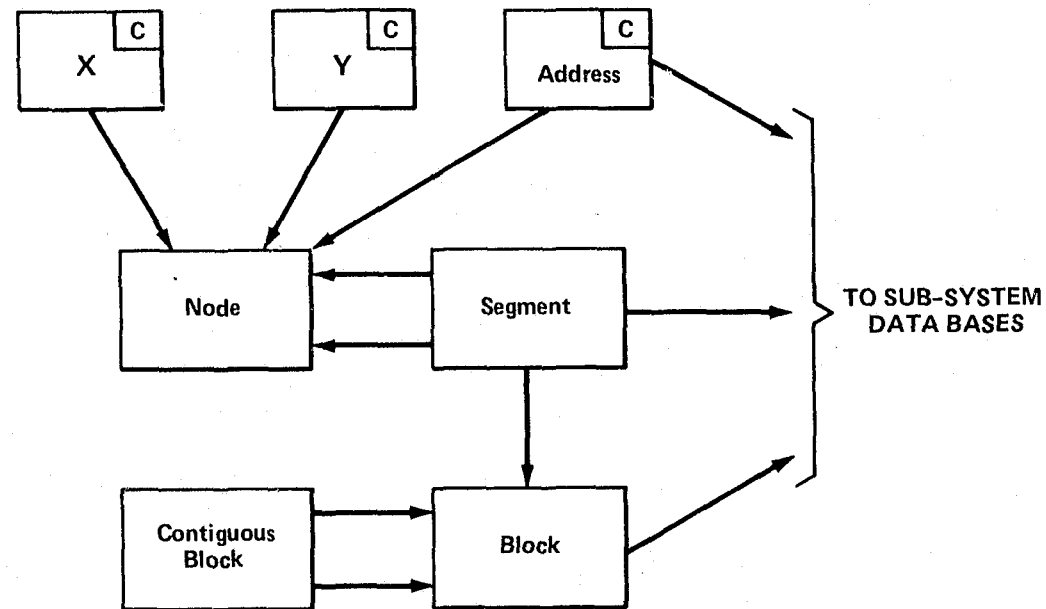 C
X
C
Y
C
Address
Node
Segment
TO SUB-SYSTEM
DATA BASES
Contiguous
Block
Block